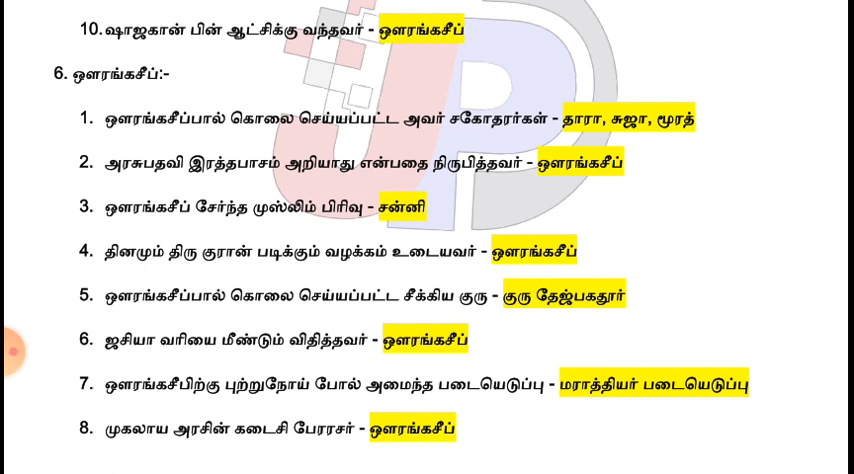 10. ஷாஜகான் பின் ஆட்சிக்கு வந்தவர் - ஔரங்கசீப்
6. ஔரங்கசீப்:-
1. ஔரங்கசீப்பால் கொலை செய்யப்பட்ட அவர் சகோதரர்கள் - தாரா, சுஜா, மூரத்
2. அரசுபதவி இரத்தபாசம் அறியாது என்பதை நிருபித்தவர் - ஔரங்கசீப்
3. ஔரங்கசீப் சேர்ந்த முஸ்லிம் பிரிவு - சன்னி
4. தினமும் திரு குரான் படிக்கும் வழக்கம் உடையவர் - ஔரங்கசீப்
5. ஔரங்கசீப்பால் கொலை செய்யப்பட்ட சீக்கிய குரு - குரு தேஜ்பகதூர்
6. ஜசியா வரியை மீண்டும் விதித்தவர் - ஔரங்கசீப்
7. ஔரங்கசீபிற்கு புற்றுநோய் போல் அமைந்த படையெடுப்பு - மராத்தியர் படையெடுப்பு
8. முகலாய அரசின் கடைசி பேரரசர் - ஔரங்கசீப்